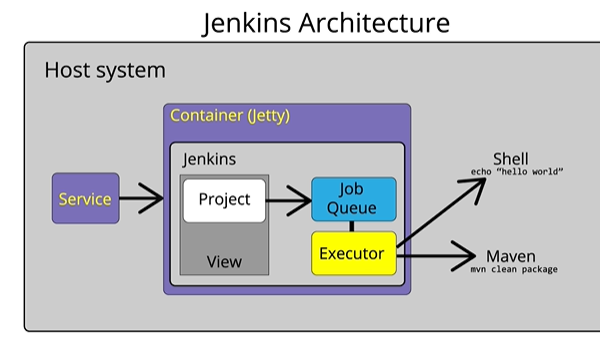 Jenkins Architecture
Host system
Container (Jetty)
Jenkins
Service
Project
View
Job
Queue
Executor
Shell
echo "hello world"
Maven
mvn clean package